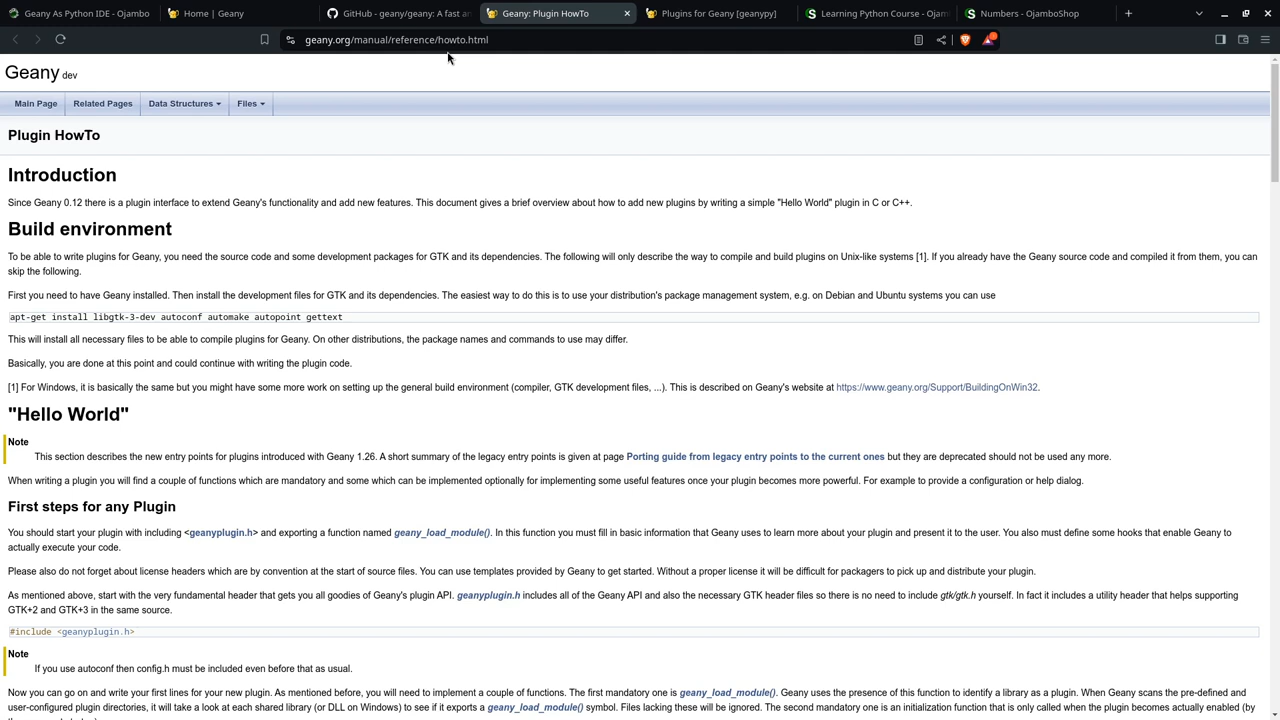 Geany As Python IDE - Ojambo
Home | Geany
GitHub - geany/geany: A fast an
Geany: Plugin HowTo
Plugins for Geany [geanypy]
Learning Python Course - Ojam
Numbers - OjamboShop
geany.org/manual/reference/howto.html
Geany dev
Main Page
Related Pages
Data Structures
Files
Plugin HowTo
Introduction
Since Geany 0.12 there is a plugin interface to extend Geany's functionality and add new features. This document gives a brief overview about how to add new plugins by writing a simple "Hello World" plugin in C or C++.
Build environment
To be able to write plugins for Geany, you need the source code and some development packages for GTK and its dependencies. The following will only describe the way to compile and build plugins on Unix-like systems [1]. If you already have the Geany source code and compiled it from them, you can
skip the following.
First you need to have Geany installed. Then install the development files for GTK and its dependencies. The easiest way to do this is to use your distribution's package management system, e.g. on Debian and Ubuntu systems you can use
apt-get install libgtk-3-dev autoconf automake autopoint gettext
This will install all necessary files to be able to compile plugins for Geany. On other distributions, the package names and commands to use may differ.
Basically, you are done at this point and could continue with writing the plugin code.
[1] For Windows, it is basically the same but you might have some more work on setting up the general build environment (compiler, GTK development files, ...). This is described on Geany's website at https://www.geany.org/Support/BuildingOnWin32.
"Hello World"
Note
This section describes the new entry points for plugins introduced with Geany 1.26. A short summary of the legacy entry points is given at page Porting guide from legacy entry points to the current ones but they are deprecated should not be used any more.
When writing a plugin you will find a couple of functions which are mandatory and some which can be implemented optionally for implementing some useful features once your plugin becomes more powerful. For example to provide a configuration or help dialog.
First steps for any Plugin
You should start your plugin with including <geanyplugin.h> and exporting a function named geany_load_module(). In this function you must fill in basic information that Geany uses to learn more about your plugin and present it to the user. You also must define some hooks that enable Geany to
actually execute your code.
Please also do not forget about license headers which are by convention at the start of source files. You can use templates provided by Geany to get started. Without a proper license it will be difficult for packagers to pick up and distribute your plugin.
As mentioned above, start with the very fundamental header that gets you all goodies of Geany's plugin API. geanyplugin.h includes all of the Geany API and also the necessary GTK header files so there is no need to include gtk/gtk.h yourself. In fact it includes a utility header that helps supporting
GTK+2 and GTK+3 in the same source.
#include <geanyplugin.h>
Note
If you use autoconf then config.h must be included even before that as usual.
Now you can go on and write your first lines for your new plugin. As mentioned before, you will need to implement a couple of functions. The first mandatory one is geany_load_module(). Geany uses the presence of this function to identify a library as a plugin. When Geany scans the pre-defined and
user-configured plugin directories, it will take a look at each shared library (or DLL on Windows) to see if it exports a geany_load_module() symbol. Files lacking these will be ignored. The second mandatory one is an initialization function that is only called when the plugin becomes actually enabled (by